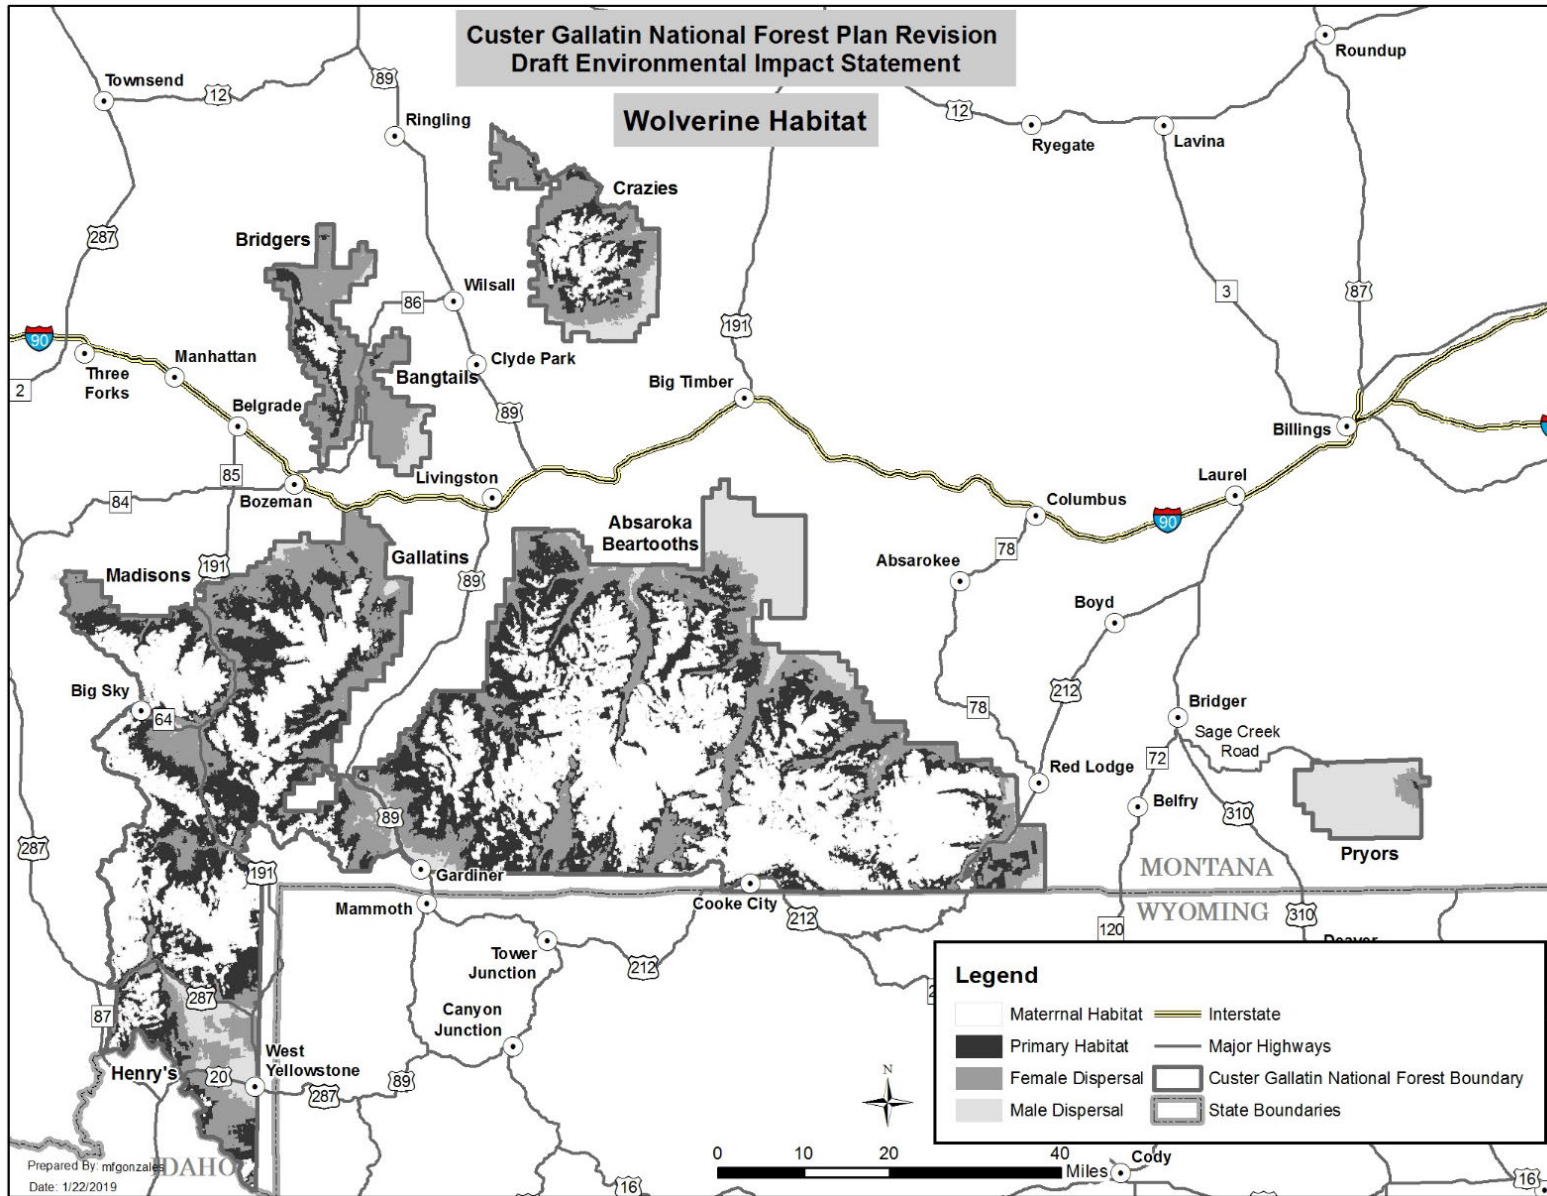 Custer Gallatin National Forest Plan Revision
Draft Environmental Impact Statement
Wolverine Habitat
Townsend
12
89
Ringling
Roundup
12
Ryegate
Lavina
287
Bridgers
Crazies
Wilsall
86
3
87
191
90
Three
Forks
Manhattan
2
Belgrade
Bangtails
Clyde Park
89
Big Timber
Billings
85
84
Bozeman
Livingston
Laurel
Columbus
90
78
Absaroka
Beartooths
Absarokee
Madisons
191
Gallatins
89
Boyd
Big Sky
64
212
78
Bridger
Sage Creek
Road
72
Red Lodge
Belfry
310
Pryors
287
89
191
Gardiner
Mammoth
Cooke City
212
MONTANA
WYOMING
120
310
Tower
Junction
212
Canyon
Junction
287
87
West
Yellowstone
Henry's
20
287
89
Legend
Maternal Habitat
Primary Habitat
Female Dispersal
Male Dispersal
Interstate
Major Highways
Custer Gallatin National Forest Boundary
State Boundaries
N
0 10 20 40
Miles
Cody
16
16
IDAHO
Prepared By: mfgonzales
Date: 1/22/2019